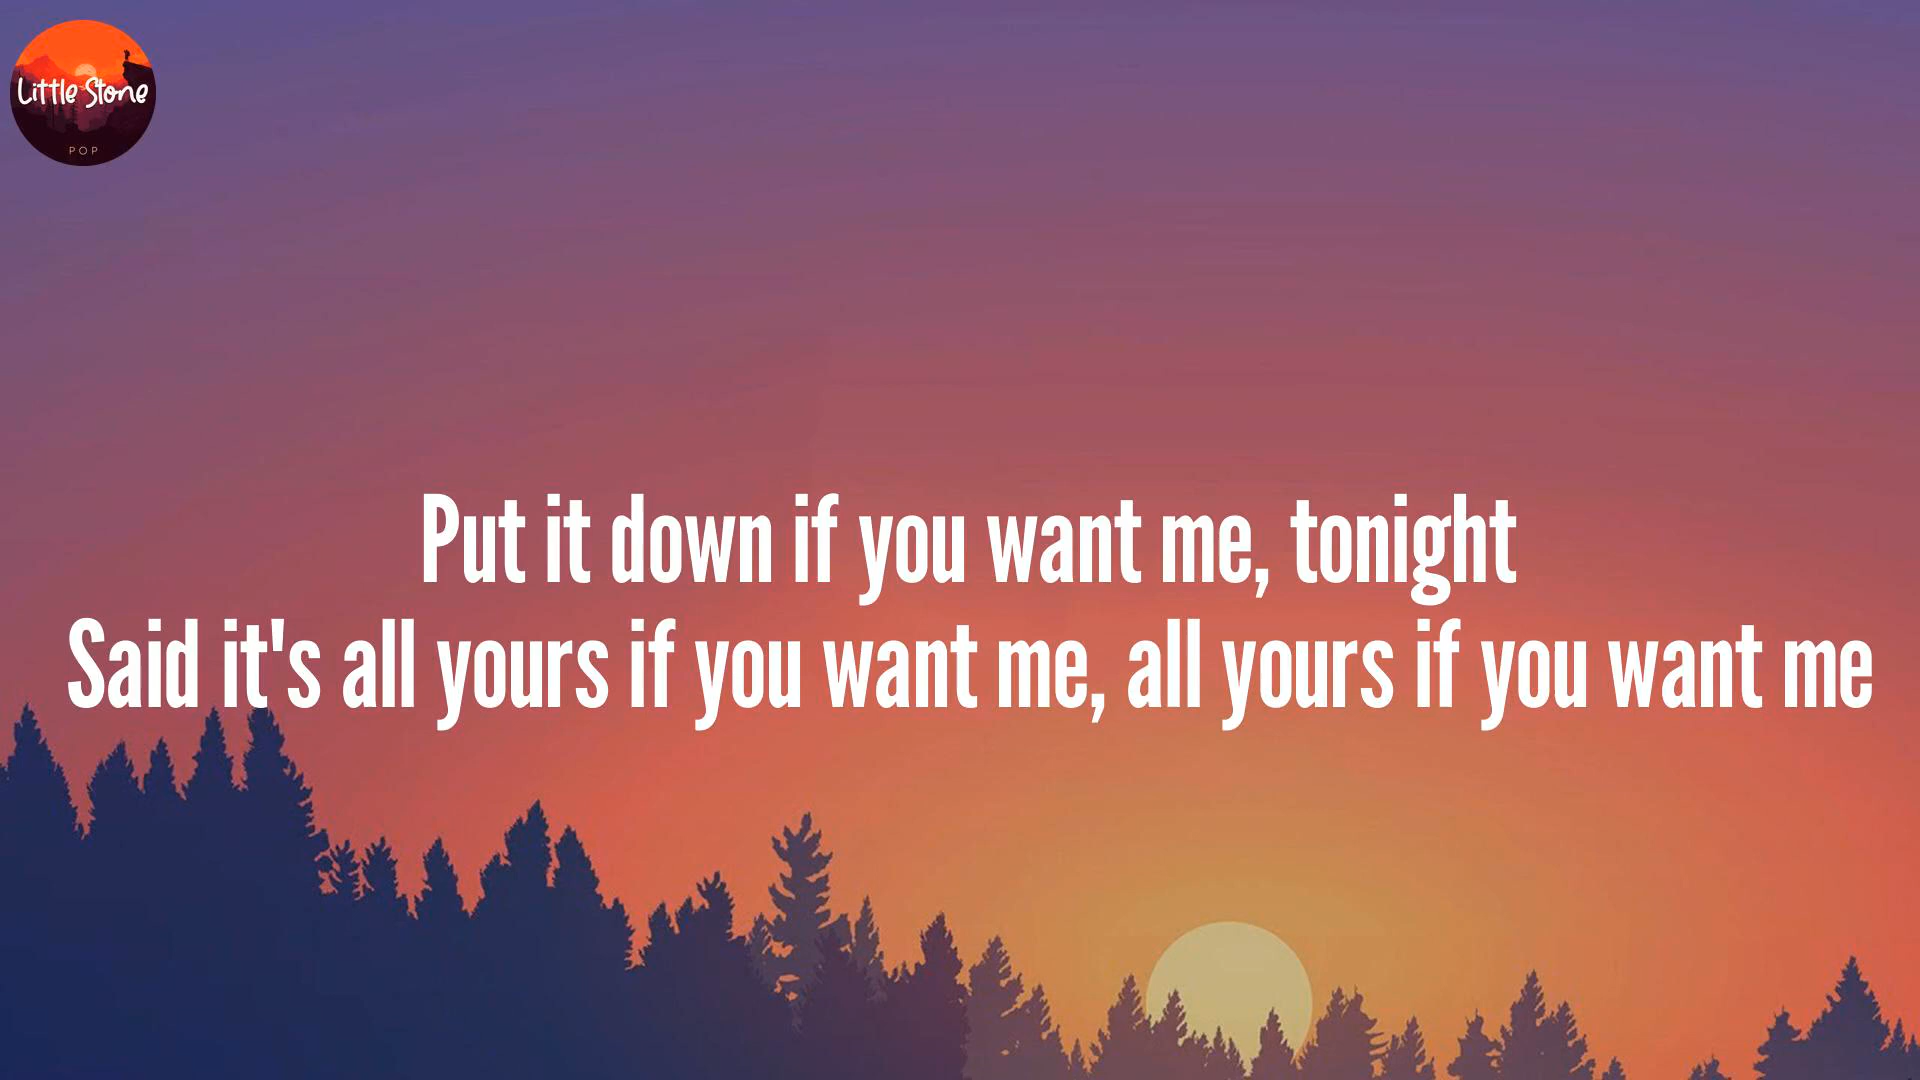 Little Stone
POP
Put it down if you want me, tonight
Said it's all yours if you want me, all yours if you want me